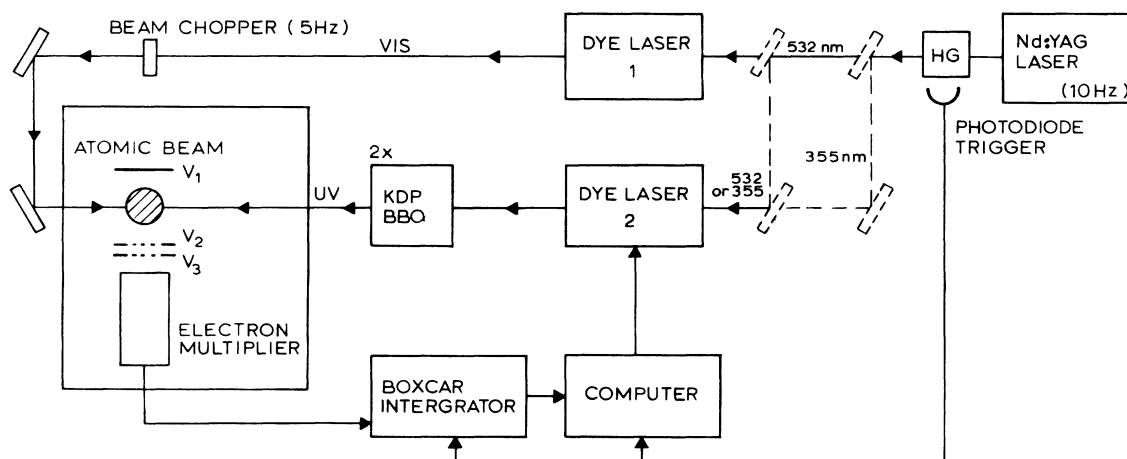 BEAM CHOPPER (5Hz)
VIS
DYE LASER
1
532 nm
HG
Nd:YAG
LASER
(10Hz)
PHOTODIODE
TRIGGER
355nm
ATOMIC BEAM
V1
V2
V3
ELECTRON
MULTIPLIER
UV
2x
KDP
BBO
DYE LASER
2
532
or 355
BOXCAR
INTERGRATOR
COMPUTER